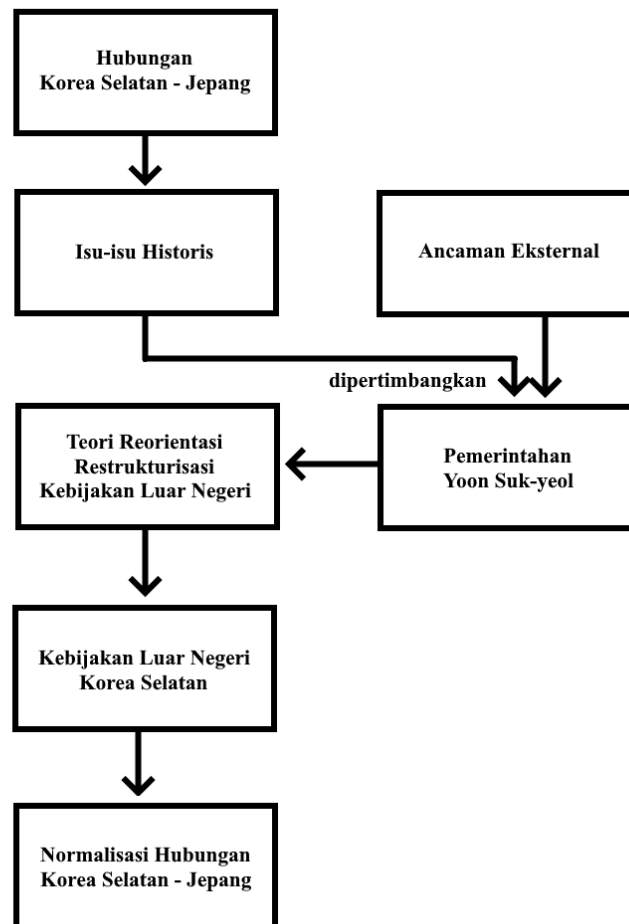 Hubungan
Korea Selatan - Jepang
Isu-isu Historis
Ancaman Eksternal
dipertimbangkan
Teori Reorientasi
Restrukturisasi
Kebijakan Luar Negeri
Pemerintahan
Yoon Suk-yeol
Kebijakan Luar Negeri
Korea Selatan
Normalisasi Hubungan
Korea Selatan - Jepang